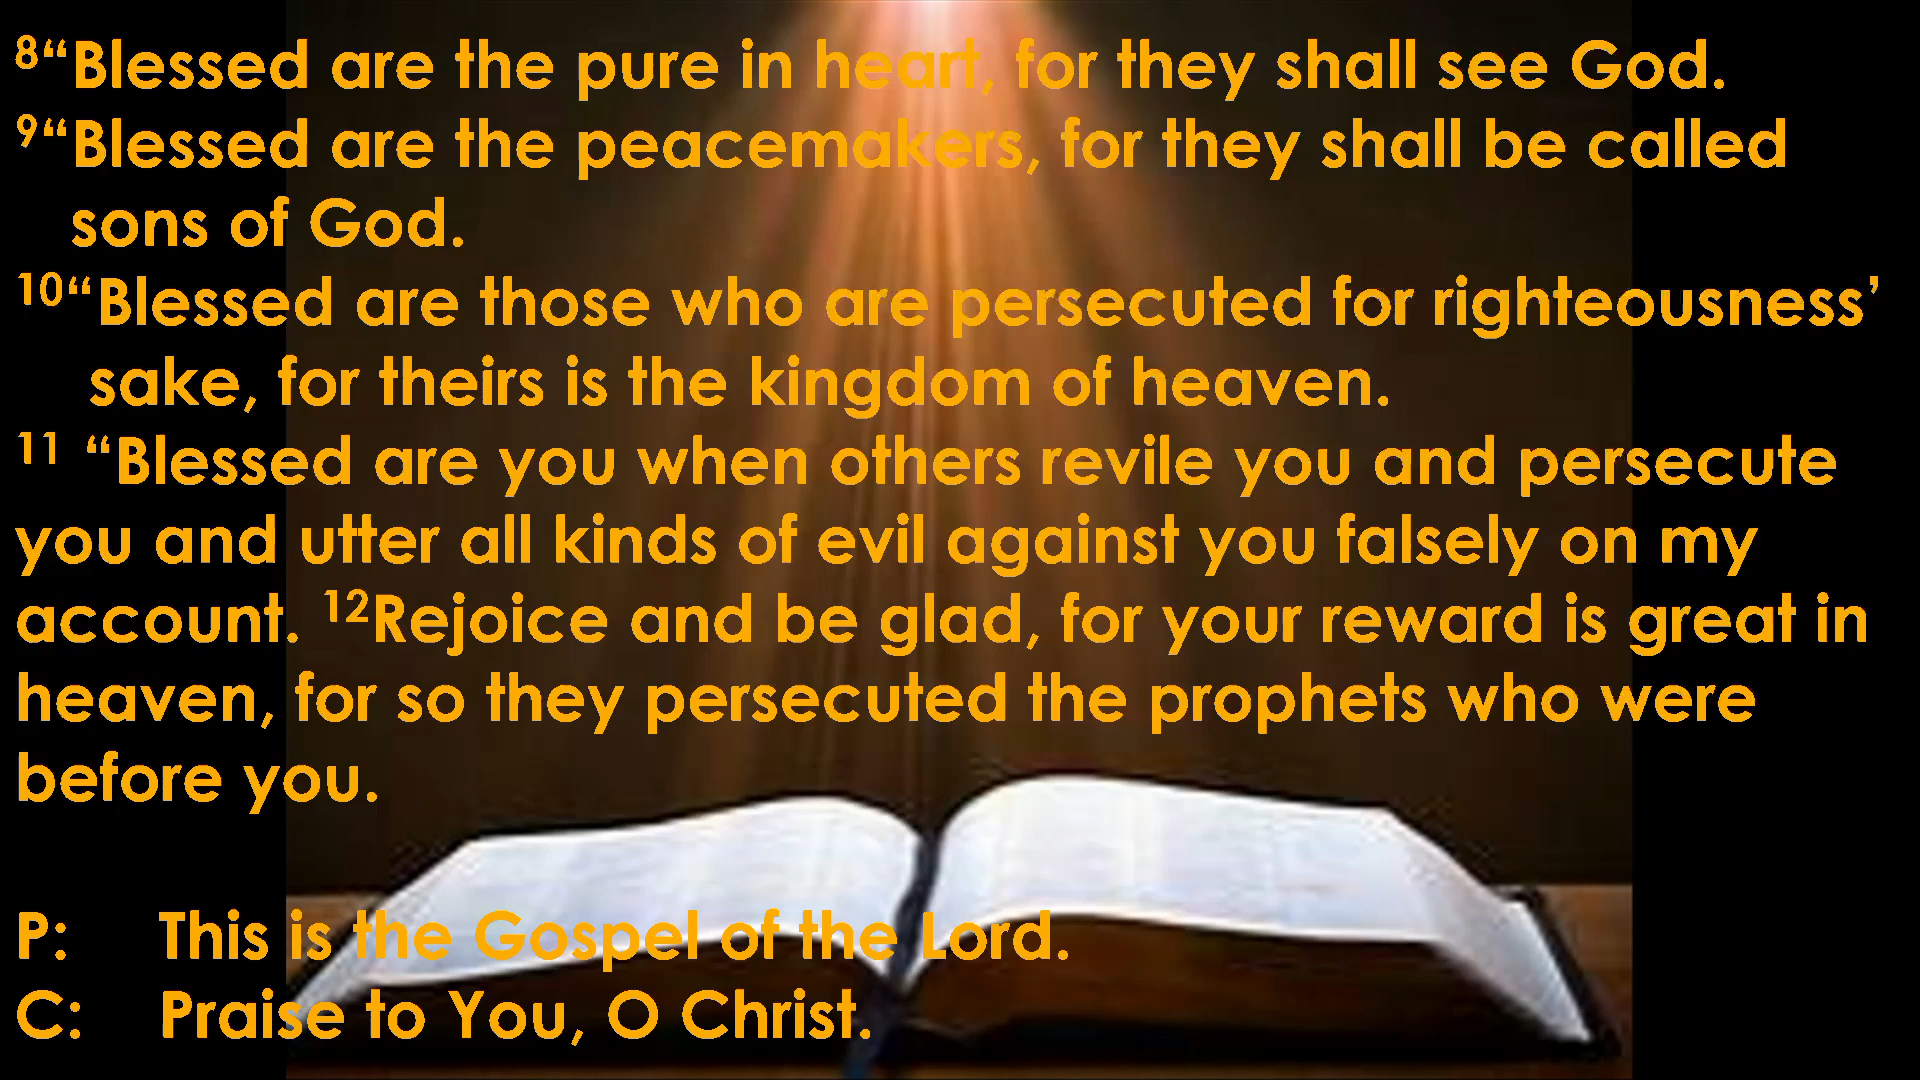 8“Blessed are the pure in heart, for they shall see God.
9“Blessed are the peacemakers, for they shall be called
sons of God.
10“Blessed are those who are persecuted for righteousness’
sake, for theirs is the kingdom of heaven.
11 “Blessed are you when others revile you and persecute
you and utter all kinds of evil against you falsely on my
account. 12Rejoice and be glad, for your reward is great in
heaven, for so they persecuted the prophets who were
before you.
P: This is the Gospel of the Lord.
C: Praise to You, O Christ.